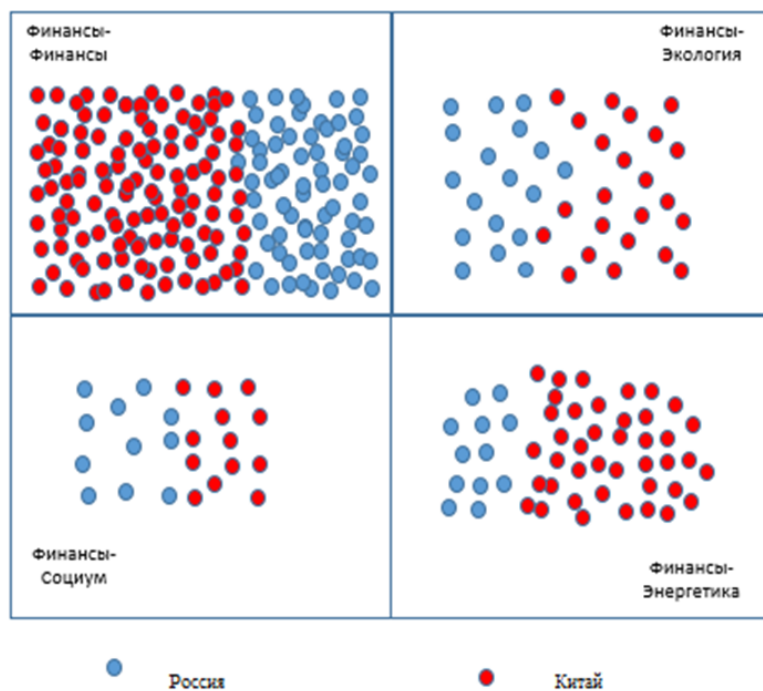 Финансы-
Финансы
Финансы-
Экология
Финансы-
Социум
Финансы-
Энергетика
Россия
Китай